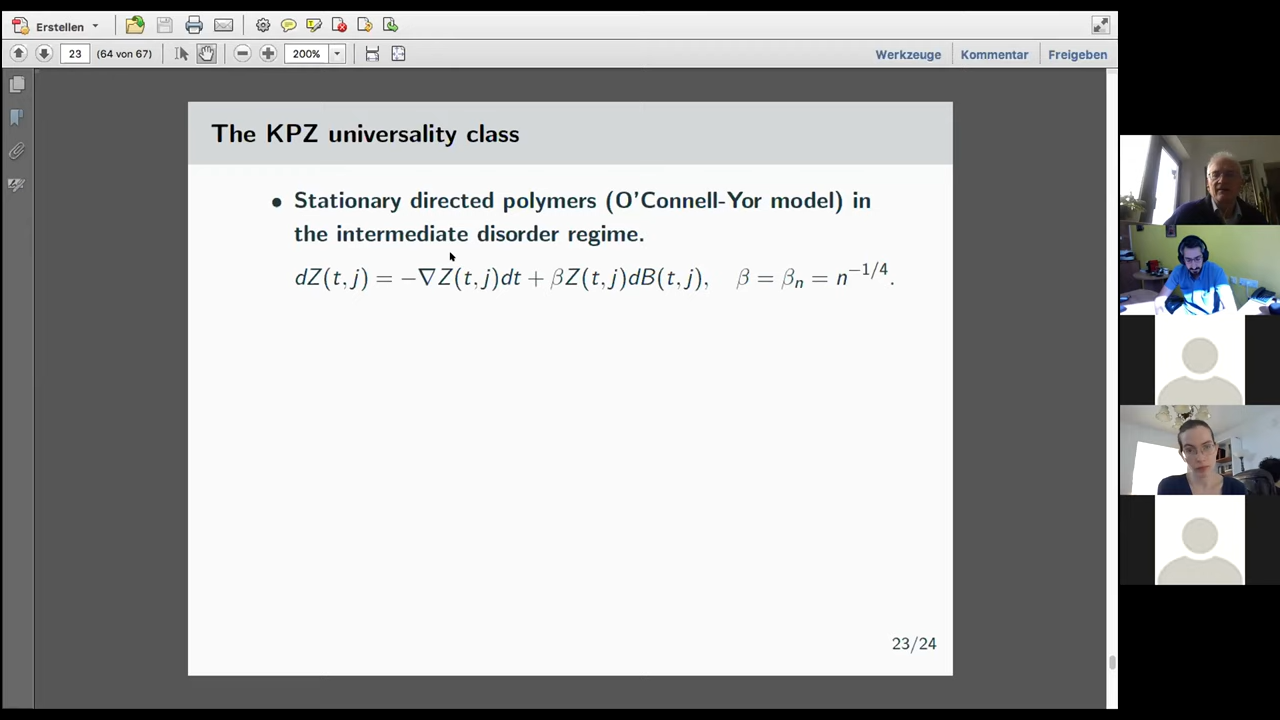 Erstellen
23 (64 von 67) 200% Werkzeuge Kommentar Freigeben
The KPZ universality class
• Stationary directed polymers (O'Connell-Yor model) in
the intermediate disorder regime.
dZ(t, j) = −∇Z(t, j)dt + βZ(t, j)dB(t, j), β = βₙ = n^{−1/4}.
23/24